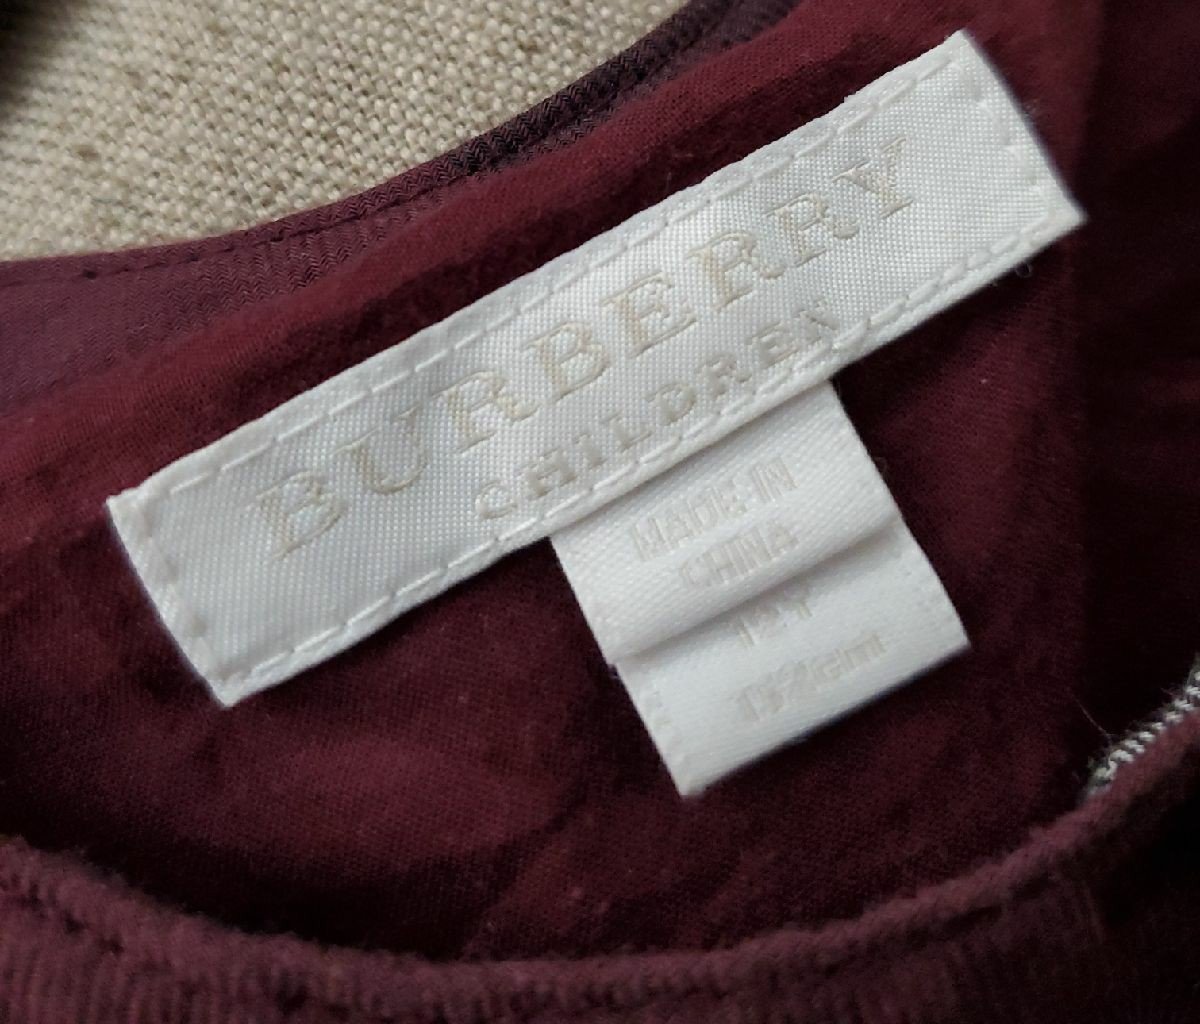 BURBERRY
CHILDREN
MADE IN
CHINA
12Y
152cm